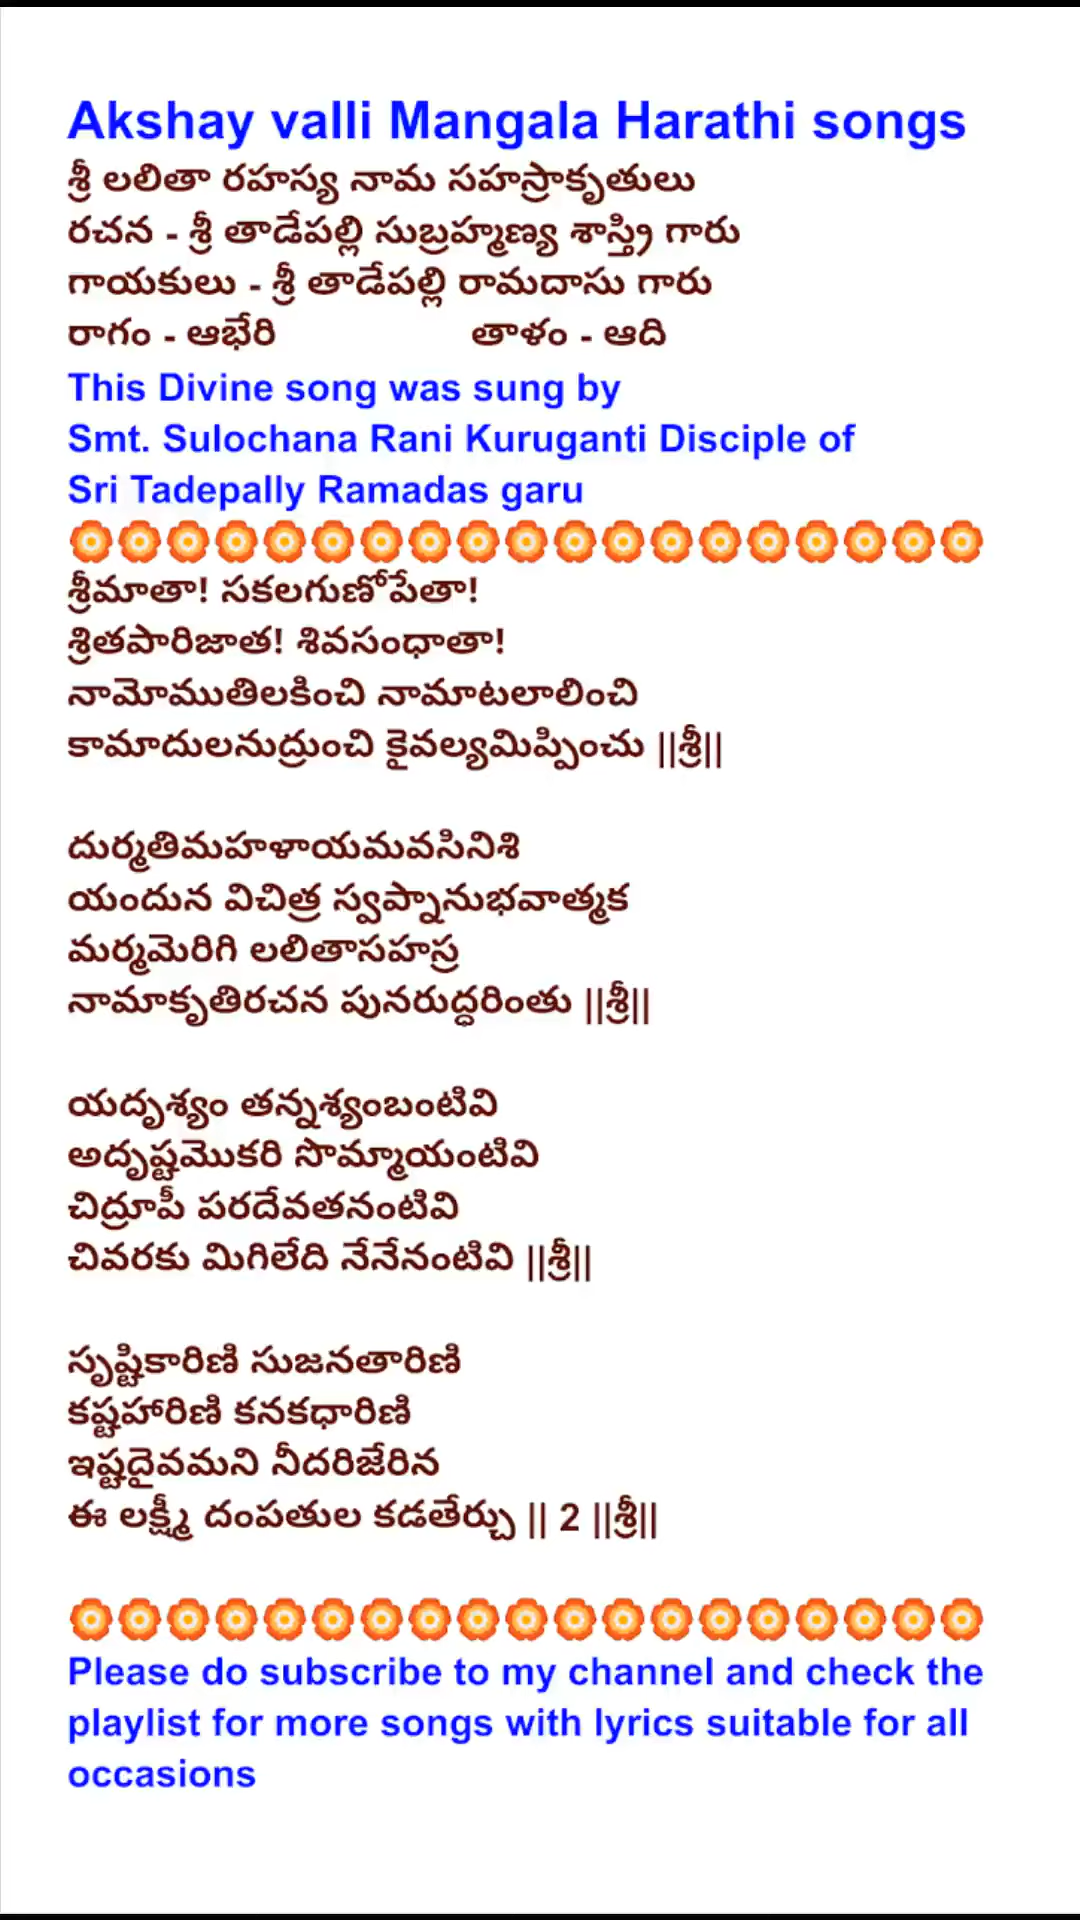 Akshay valli Mangala Harathi songs
శ్రీ లలితా రహస్య నామ సహస్రాకృతులు
రచన - శ్రీ తాడేపల్లి సుబ్రహ్మణ్య శాస్త్రి గారు
గాయకులు - శ్రీ తాడేపల్లి రామదాసు గారు
రాగం - ఆభేరి తాళం - ఆది
This Divine song was sung by
Smt. Sulochana Rani Kuruganti Disciple of
Sri Tadepally Ramadas garu
శ్రీమాతా! సకలగుణోపేతా!
శ్రితపారిజాత! శివసంధాతా!
నామోముతిలకించి నామాటలాలించి
కామాదులనుద్రుంచి కైవల్యమిప్పించు ||శ్రీ||
దుర్మతిమహళాయమవసినిశి
యందున విచిత్ర స్వప్నానుభవాత్మక
మర్మమెరిగి లలితాసహస్ర
నామాకృతిరచన పునరుద్ధరింతు ||శ్రీ||
యదృశ్యం తన్నశ్యంబంటివి
అదృష్టమొకరి సొమ్మాయంటివి
చిద్రూపీ పరదేవతనంటివి
చివరకు మిగిలేది నేనేనంటివి ||శ్రీ||
సృష్టికారిణి సుజనతారిణి
కష్టహారిణి కనకధారిణి
ఇష్టదైవమని నీదరిజేరిన
ఈ లక్ష్మీ దంపతుల కడతేర్చు || 2 ||శ్రీ||
Please do subscribe to my channel and check the
playlist for more songs with lyrics suitable for all
occasions